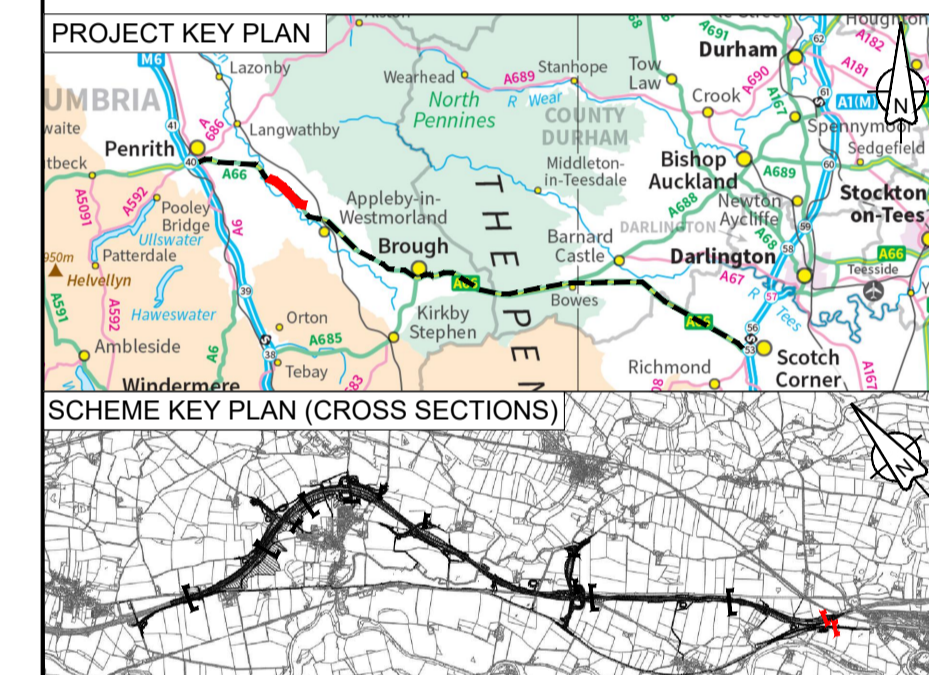 PROJECT KEY PLAN
Alston
Houghton
A691
A68
M6
Lazonby
Wearhead
A689
Stanhope
Tow
Law
Durham
62
A182
A181
A690
UMBRIA
North
Pennines
R Wear
COUNTY
DURHAM
Crook
A167
61
A1(M)
N
waite
41
A686
Langwathby
Spennymoor
Sedgefield
Penrith
40
A66
Middleton-
in-Teesdale
Bishop
Auckland
A689
60
tbeck
A5091
A592
Pooley
Bridge
Ullswater
Patterdale
A6
Appleby-in-
Westmorland
A688
Newton
Aycliffe
Stockton
on-Tees
59
DARLINGTON
A68
58
Brough
Barnard
Castle
Darlington
A66
950m
Helvellyn
A66
A67
Teesside
Haweswater
39
Bowes
R Tees
57
A591
A592
Orton
Kirkby
Stephen
A66
56
S
53
Ambleside
A6
S
38
A685
Tebay
Richmond
Scotch
Corner
Windermere
A167
THE PEN
SCHEME KEY PLAN (CROSS SECTIONS)
N